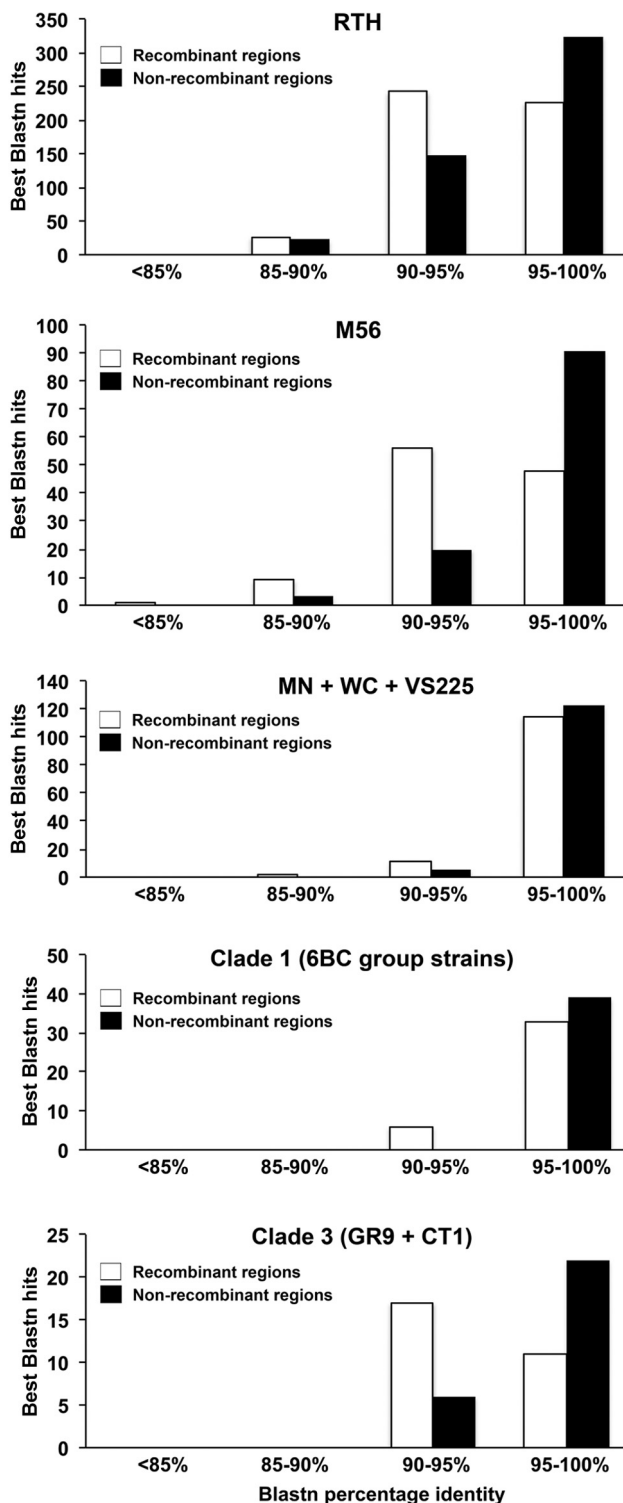 RTH
Recombinant regions
Non-recombinant regions
Best Blastn hits
350
300
250
200
150
100
50
0
<85% 85-90% 90-95% 95-100%
M56
Recombinant regions
Non-recombinant regions
Best Blastn hits
100
90
80
70
60
50
40
30
20
10
0
<85% 85-90% 90-95% 95-100%
MN + WC + VS225
Recombinant regions
Non-recombinant regions
Best Blastn hits
140
120
100
80
60
40
20
0
<85% 85-90% 90-95% 95-100%
Clade 1 (6BC group strains)
Recombinant regions
Non-recombinant regions
Best Blastn hits
50
40
30
20
10
0
<85% 85-90% 90-95% 95-100%
Clade 3 (GR9 + CT1)
Recombinant regions
Non-recombinant regions
Best Blastn hits
25
20
15
10
5
0
<85% 85-90% 90-95% 95-100%
Blastn percentage identity